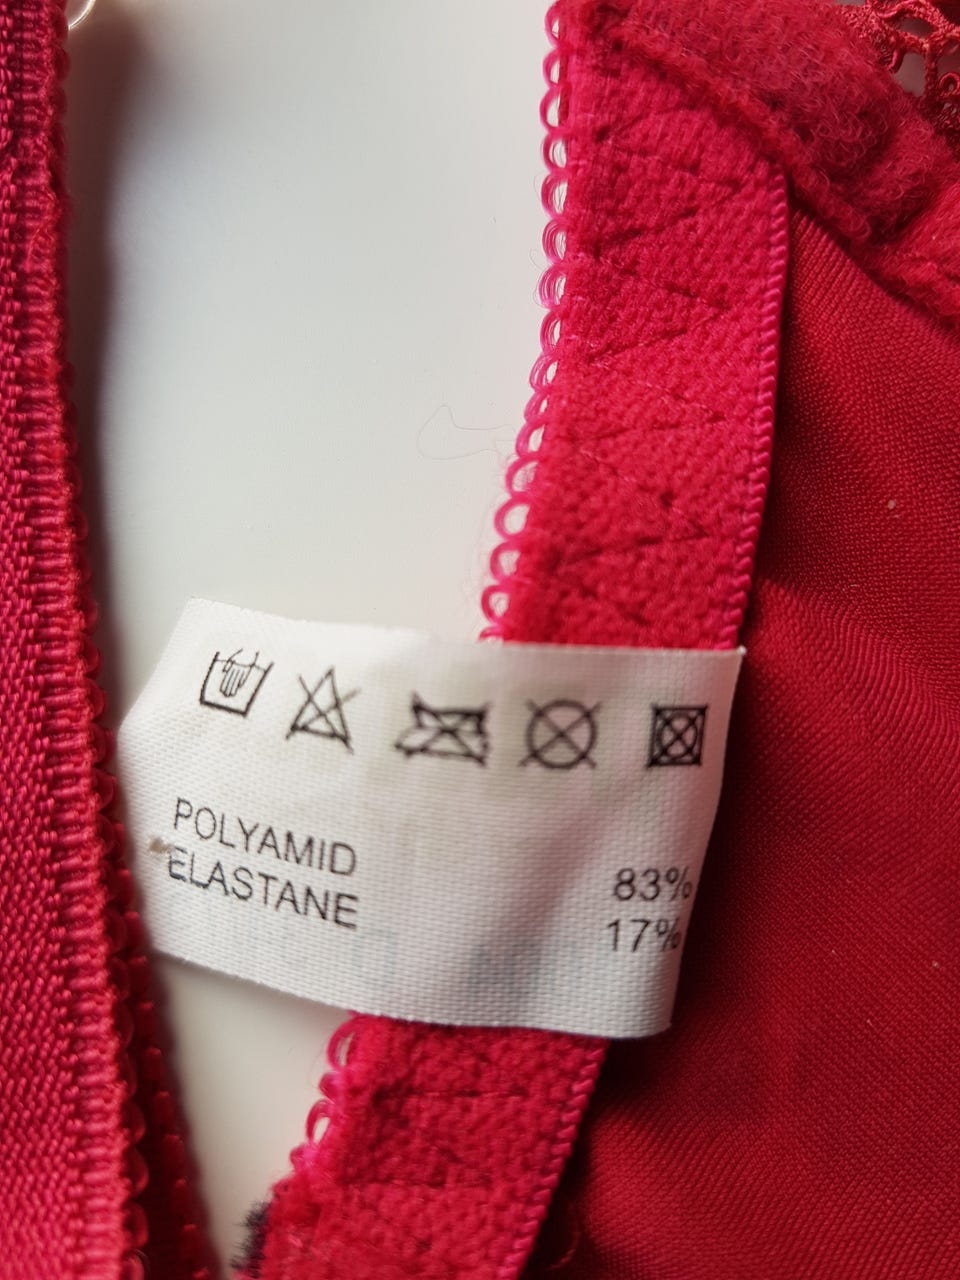 POLYAMID 83%
ELASTANE 17%